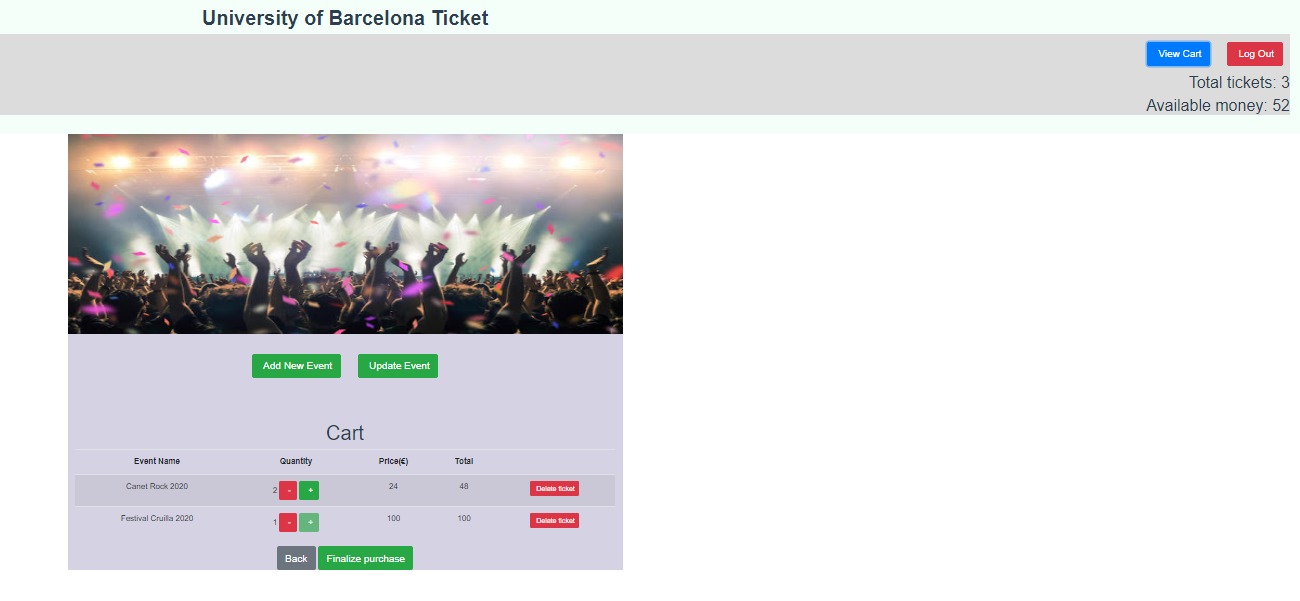 University of Barcelona Ticket
View Cart Log Out
Total tickets: 3
Available money: 52
Add New Event Update Event
Cart
Event Name Quantity Price(£) Total
Canet Rock 2020 2 - + 24 48 Delete ticket
Festival Cruilla 2020 1 - + 100 100 Delete ticket
Back Finalize purchase